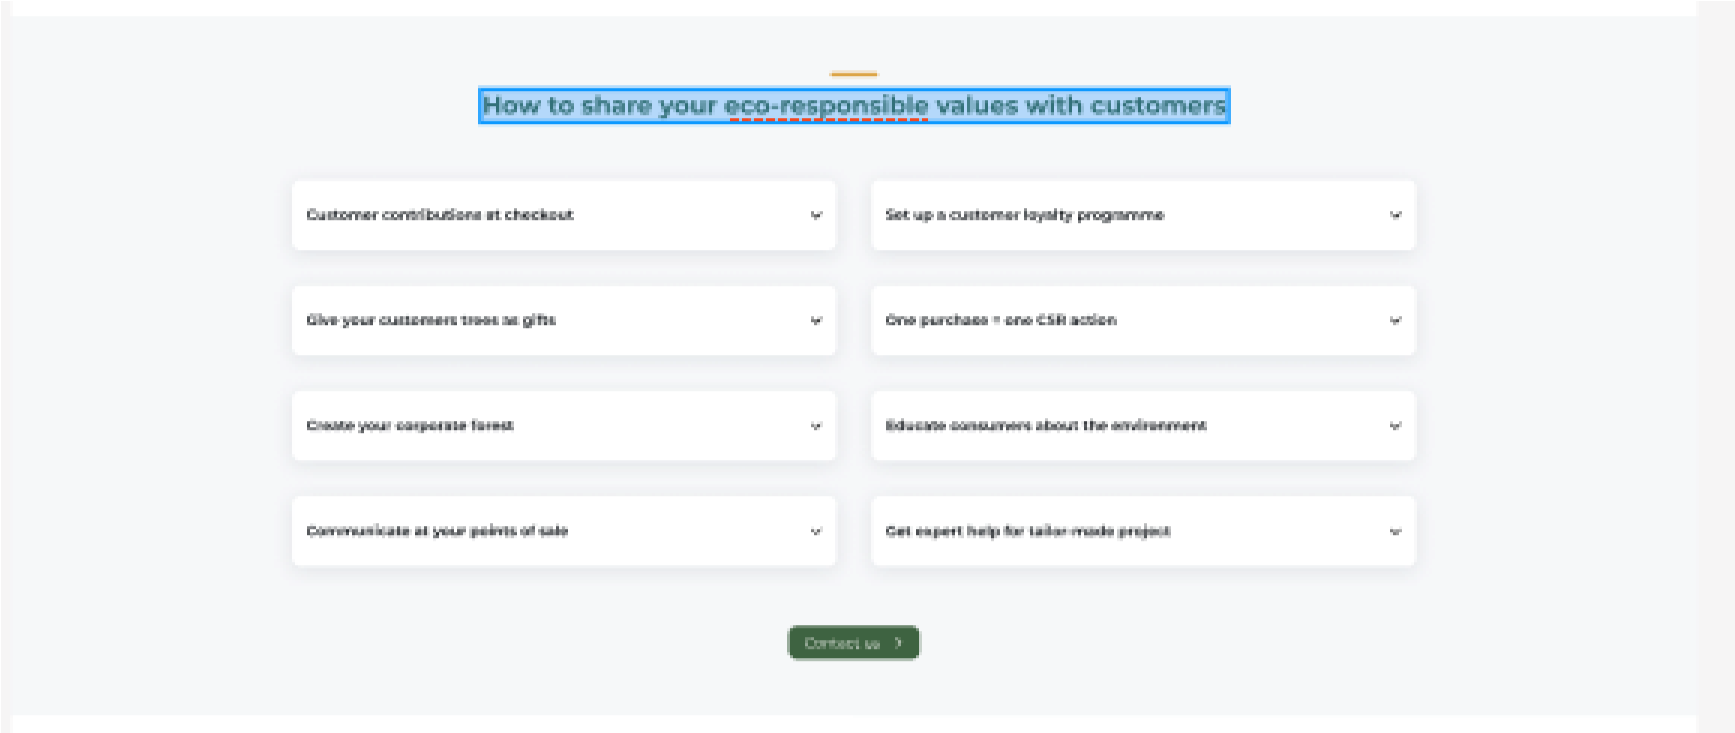 How to share your eco-responsible values with customers
Customer contributions at checkout
Set up a customer loyalty programme
Give your customers trees as gifts
One purchase = one CSR action
Create your corporate forest
Educate consumers about the environment
Communicate at your points of sale
Get expert help for tailor-made project
Contact us